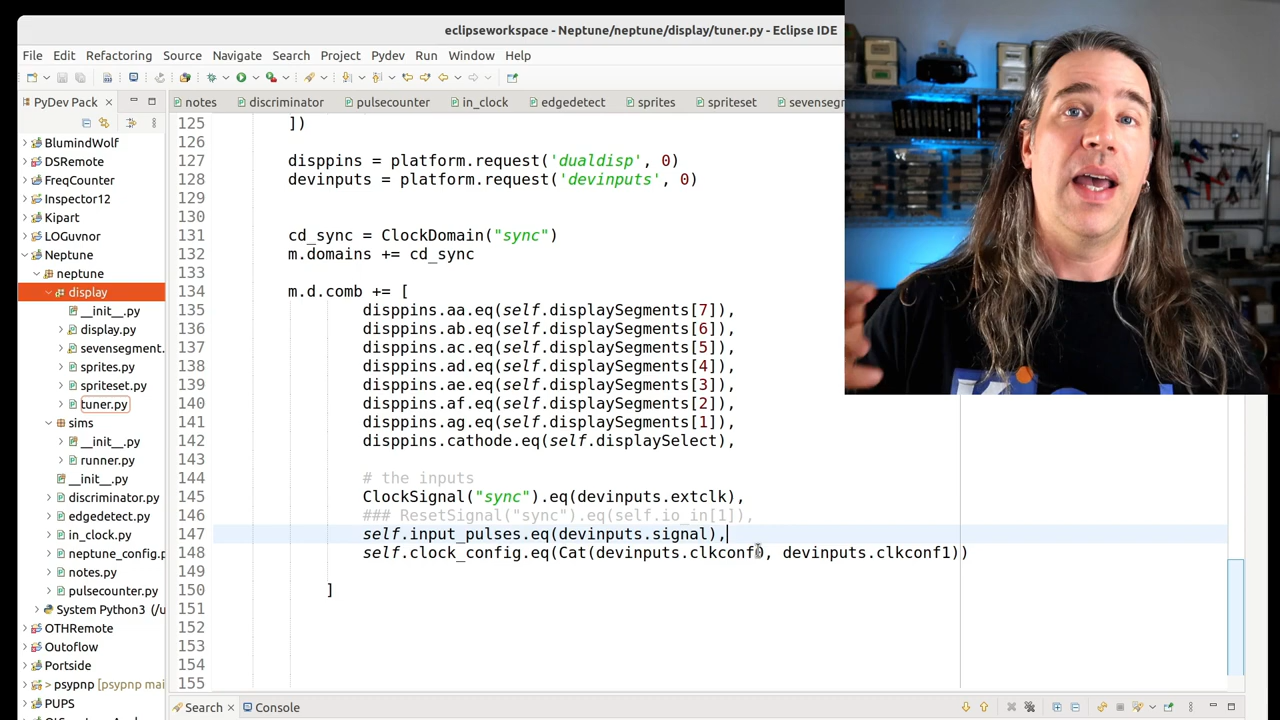 eclipseworkspace - Neptune/neptune/display/tuner.py - Eclipse IDE
File Edit Refactoring Source Navigate Search Project Pydev Run Window Help
PyDev Pack
notes discriminator pulsecounter in_clock edgedetect sprites spriteset sevensegment
BlumindWolf
DSRemote
FreqCounter
Inspector12
Kipart
LOGuvnor
Neptune
neptune
display
__init__.py
display.py
sevensegment.
sprites.py
spriteset.py
tuner.py
sims
__init__.py
runner.py
__init__.py
discriminator.py
edgedetect.py
in_clock.py
neptune_config.p
notes.py
pulsecounter.py
System Python3 (/u
OTHRemote
Outoflow
Portside
> psypnp [psypnp mai
PUPS
125 ])
126
127 disppins = platform.request('dualdisp', 0)
128 devinputs = platform.request('devinputs', 0)
129
130
131 cd_sync = ClockDomain("sync")
132 m.domains += cd_sync
133
134 m.d.comb += [
135 disppins.aa.eq(self.displaySegments[7]),
136 disppins.ab.eq(self.displaySegments[6]),
137 disppins.ac.eq(self.displaySegments[5]),
138 disppins.ad.eq(self.displaySegments[4]),
139 disppins.ae.eq(self.displaySegments[3]),
140 disppins.af.eq(self.displaySegments[2]),
141 disppins.ag.eq(self.displaySegments[1]),
142 disppins.cathode.eq(self.displaySelect),
143
144 # the inputs
145 ClockSignal("sync").eq(devinputs.extclk),
146 ### ResetSignal("sync").eq(self.io_in[1]),
147 self.input_pulses.eq(devinputs.signal),
148 self.clock_config.eq(Cat(devinputs.clkconf0, devinputs.clkconf1))
149
150 ]
151
152
153
154
155
Search Console